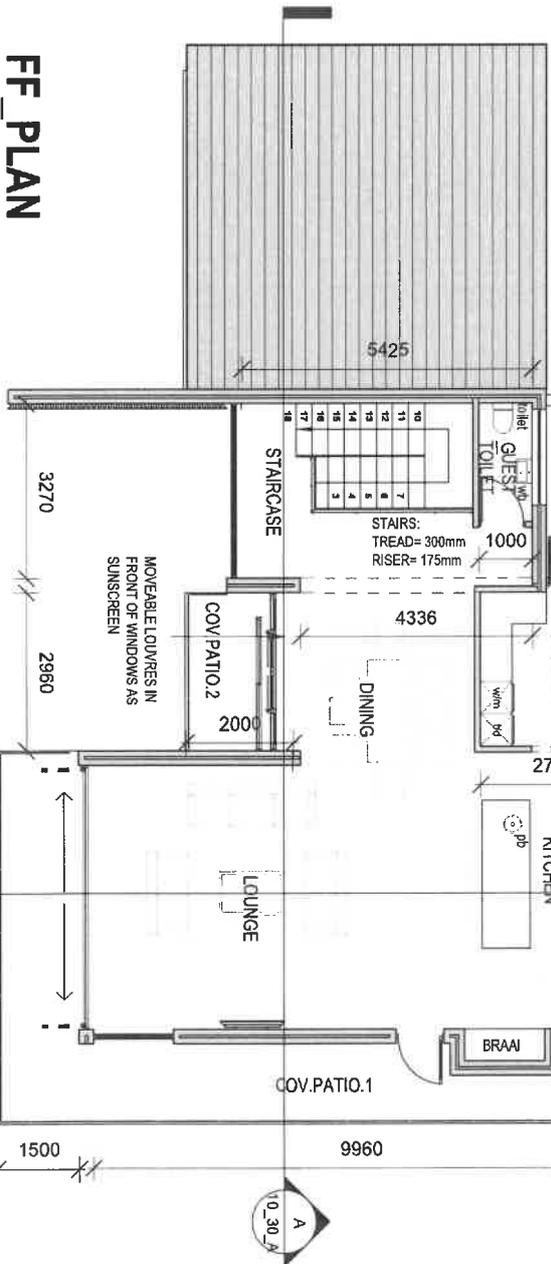 FF_PLAN
5425
toilet
wb
GUEST
TOILET
10
11
12
13
14
15
16
17
18
7
6
5
4
3
STAIRCASE
STAIRS:
TREAD= 300mm
RISER= 175mm
1000
3270
2960
MOVEABLE LOUVRES IN
FRONT OF WINDOWS AS
SUNSCREEN
COV.PATIO.2
2000
4336
DINING
w/m
t/d
27
KITCHEN
pb
LOUNGE
BRAAI
COV.PATIO.1
1500
9960
A
10_30_A